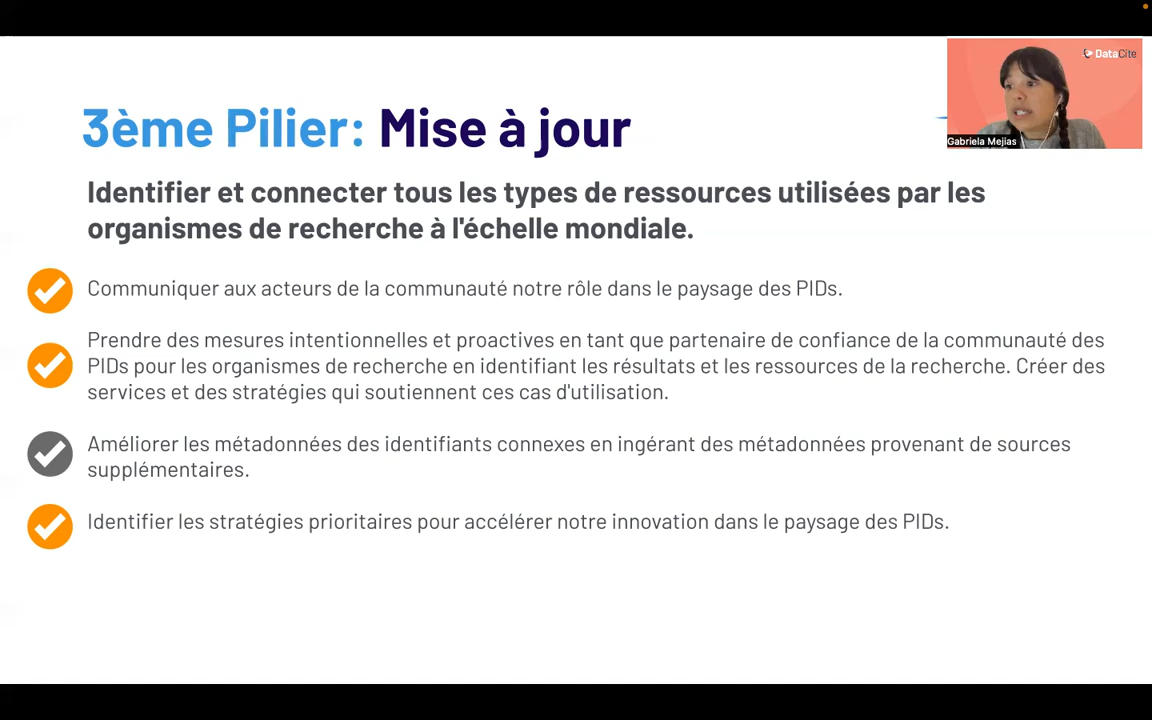 DataCite
Gabriela Mejias
3ème Pilier: Mise à jour
Identifier et connecter tous les types de ressources utilisées par les
organismes de recherche à l'échelle mondiale.
Communiquer aux acteurs de la communauté notre rôle dans le paysage des PIDs.
Prendre des mesures intentionnelles et proactives en tant que partenaire de confiance de la communauté des
PIDs pour les organismes de recherche en identifiant les résultats et les ressources de la recherche. Créer des
services et des stratégies qui soutiennent ces cas d'utilisation.
Améliorer les métadonnées des identifiants connexes en ingérant des métadonnées provenant de sources
supplémentaires.
Identifier les stratégies prioritaires pour accélérer notre innovation dans le paysage des PIDs.